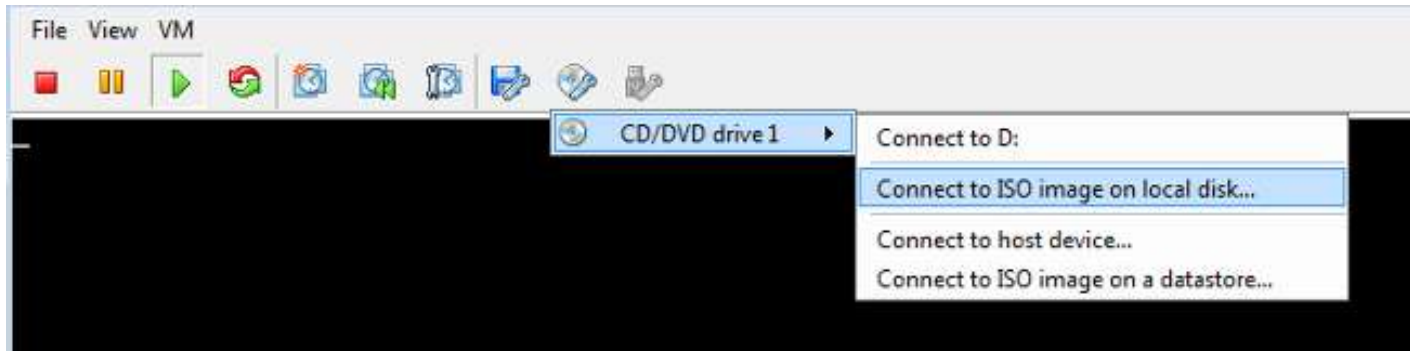 File View VM
CD/DVD drive 1
Connect to D:
Connect to ISO image on local disk...
Connect to host device...
Connect to ISO image on a datastore...